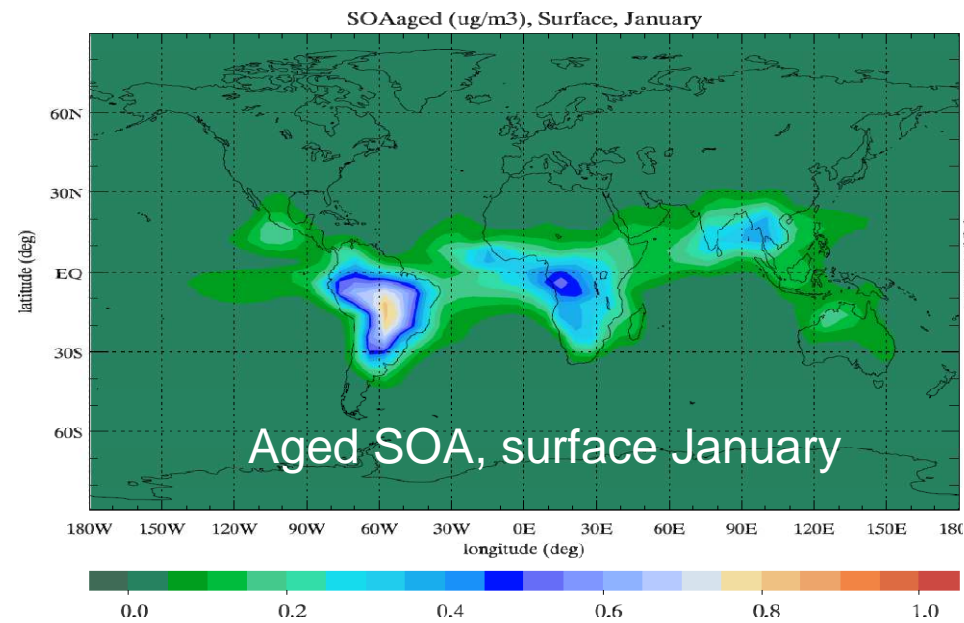 SOAaged (ug/m3), Surface, January
60N
30N
EQ
30S
60S
latitude (deg)
Aged SOA, surface January
180W 150W 120W 90W 60W 30W 0E 30E 60E 90E 120E 150E 180
longitude (deg)
0.0 0.2 0.4 0.6 0.8 1.0